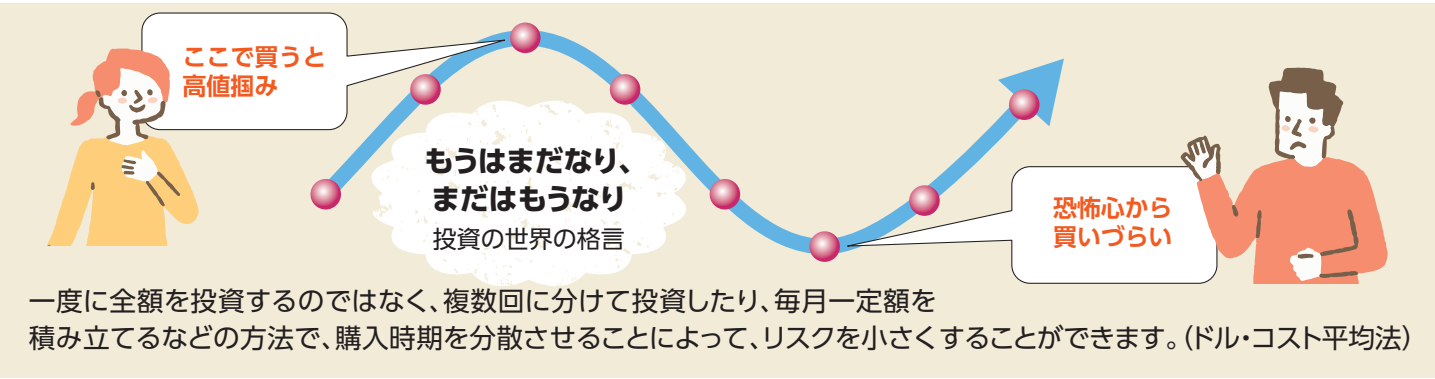 ここで買うと
高値掴み
もうはまだなり、
まだはもうなり
投資の世界の格言
恐怖心から
買いづらい
一度に全額を投資するのではなく、複数回に分けて投資したり、毎月一定額を
積み立てるなどの方法で、購入時期を分散させることによって、リスクを小さくすることができます。(ドル・コスト平均法)